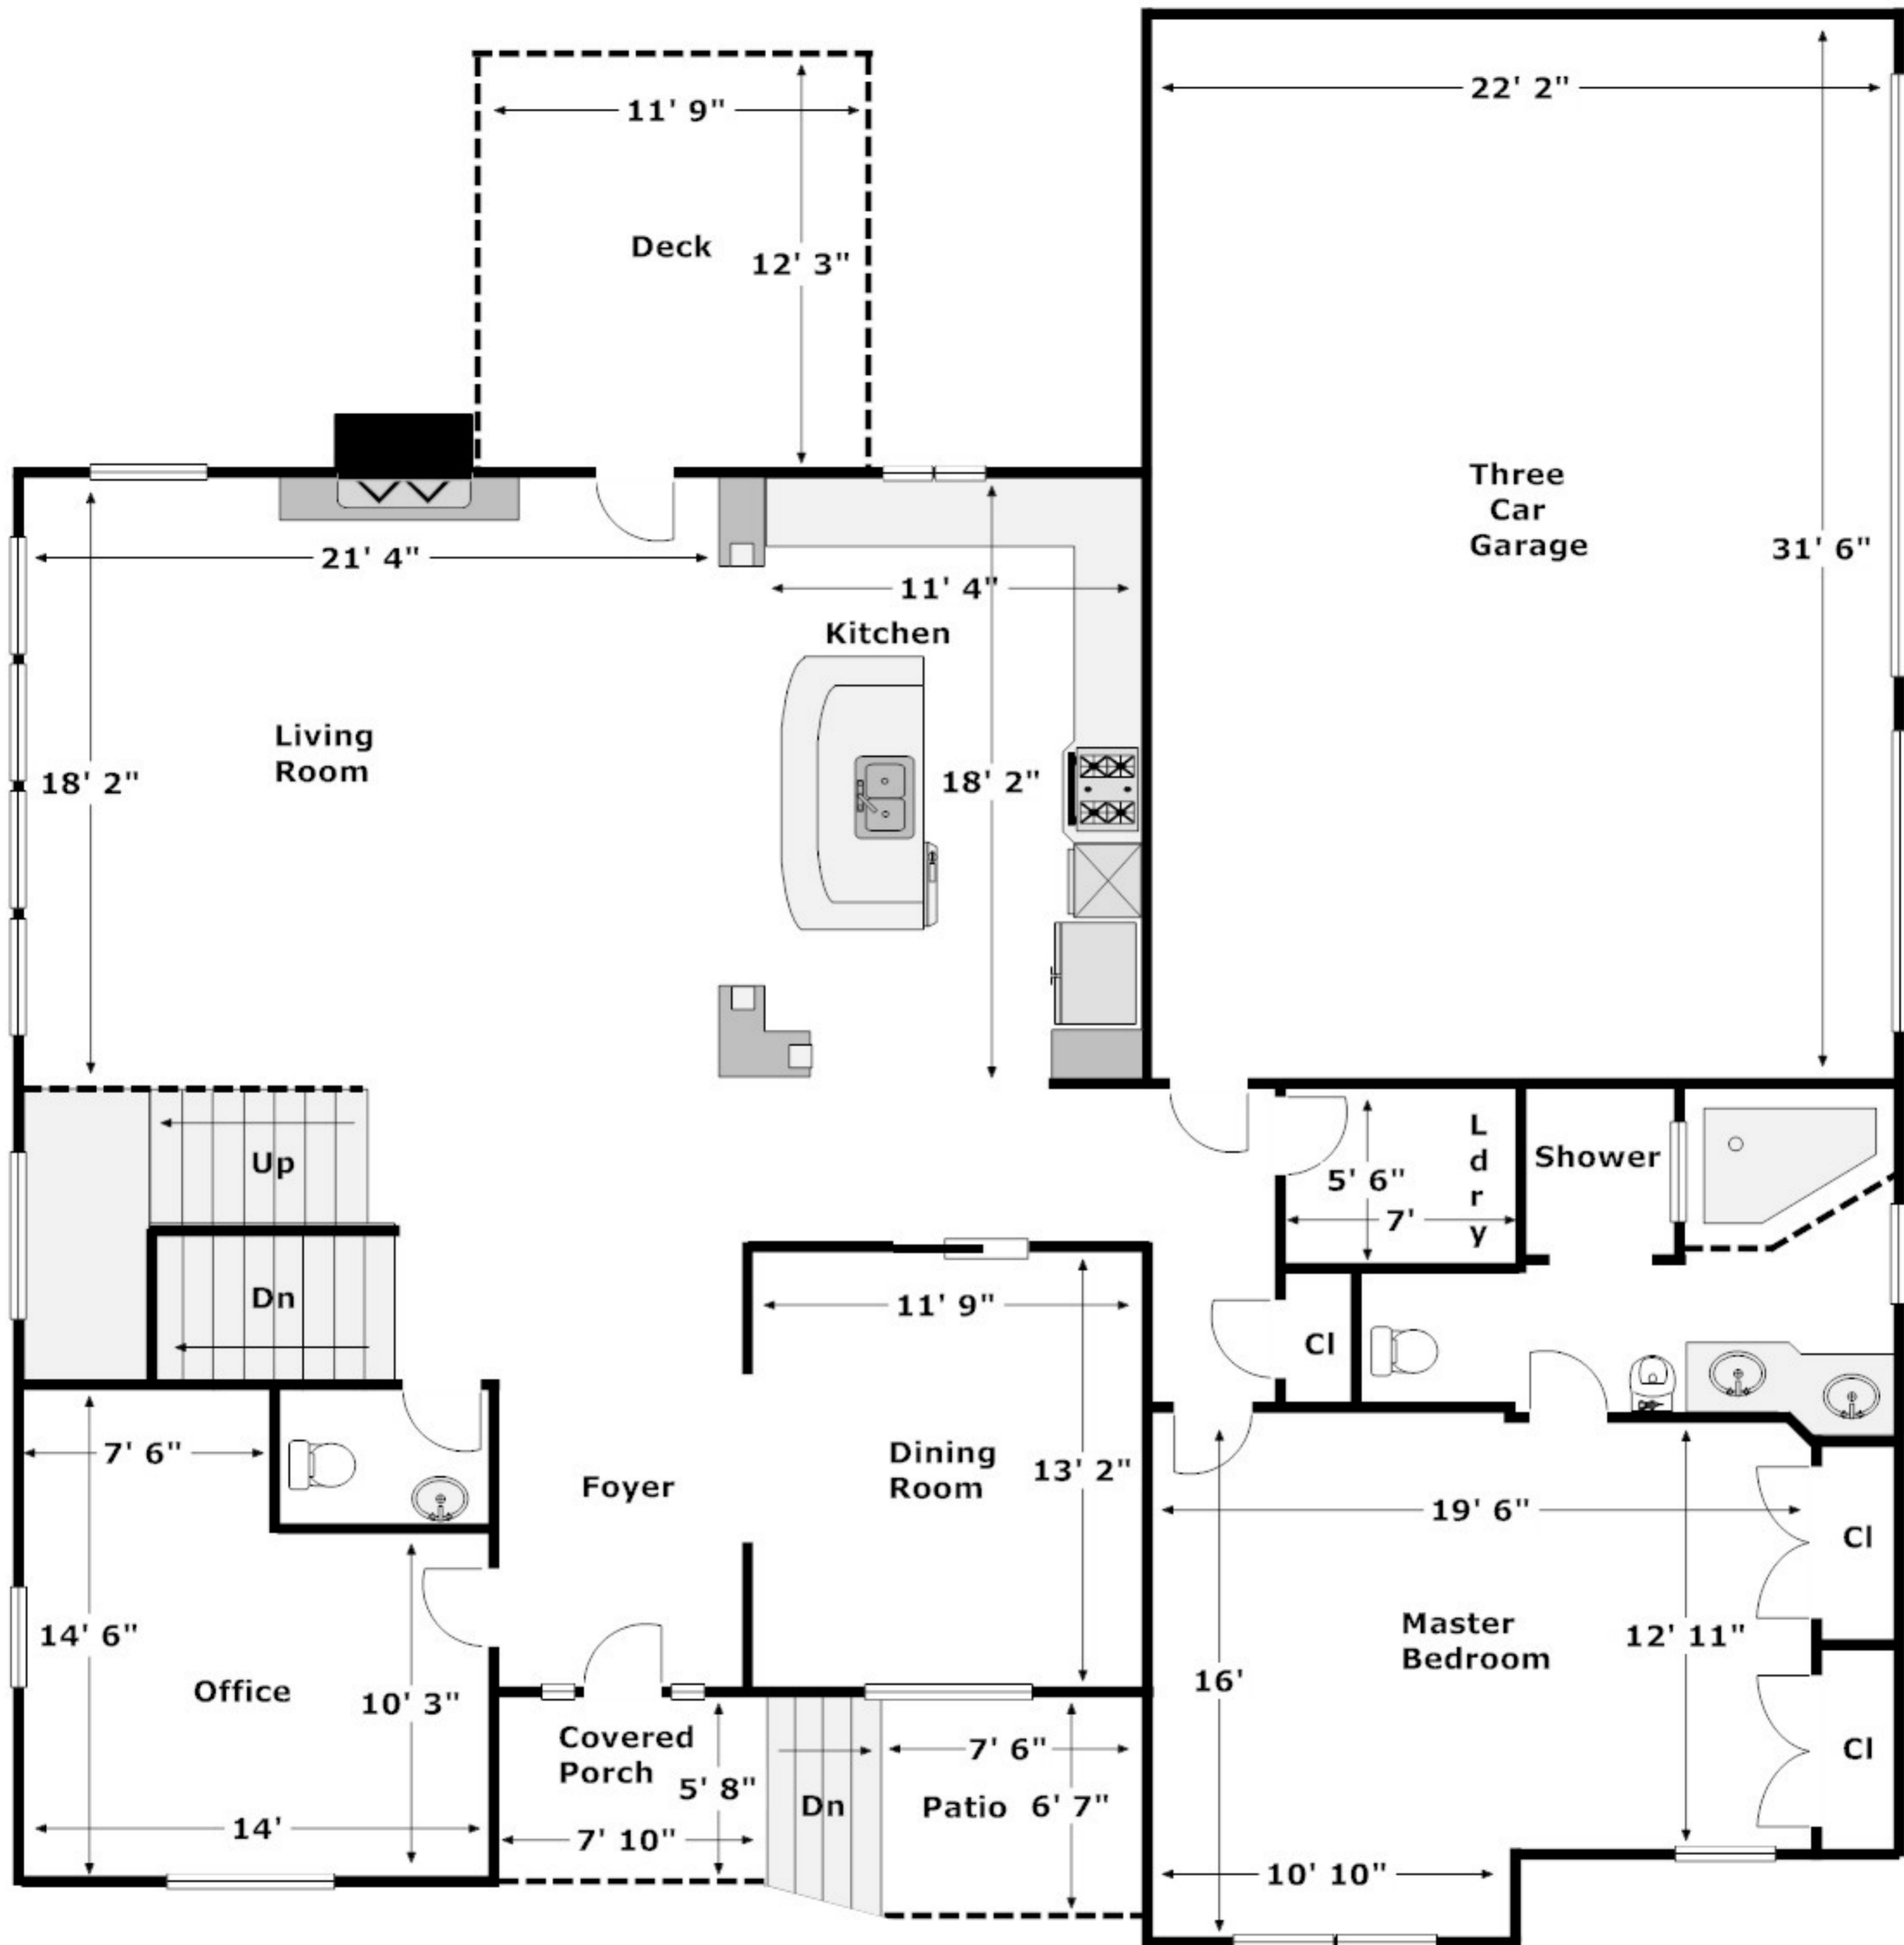 22' 2"
11' 9"
Deck
12' 3"
Three
Car
Garage
31' 6"
21' 4"
11' 4"
Kitchen
Living
Room
18' 2"
18' 2"
Up
Dn
L
d
r
y
5' 6"
7'
Shower
11' 9"
Cl
7' 6"
Foyer
Dining
Room
13' 2"
19' 6"
Cl
14' 6"
Office
10' 3"
14'
Master
Bedroom
12' 11"
16'
Cl
Covered
Porch
5' 8"
7' 10"
Dn
7' 6"
Patio
6' 7"
10' 10"